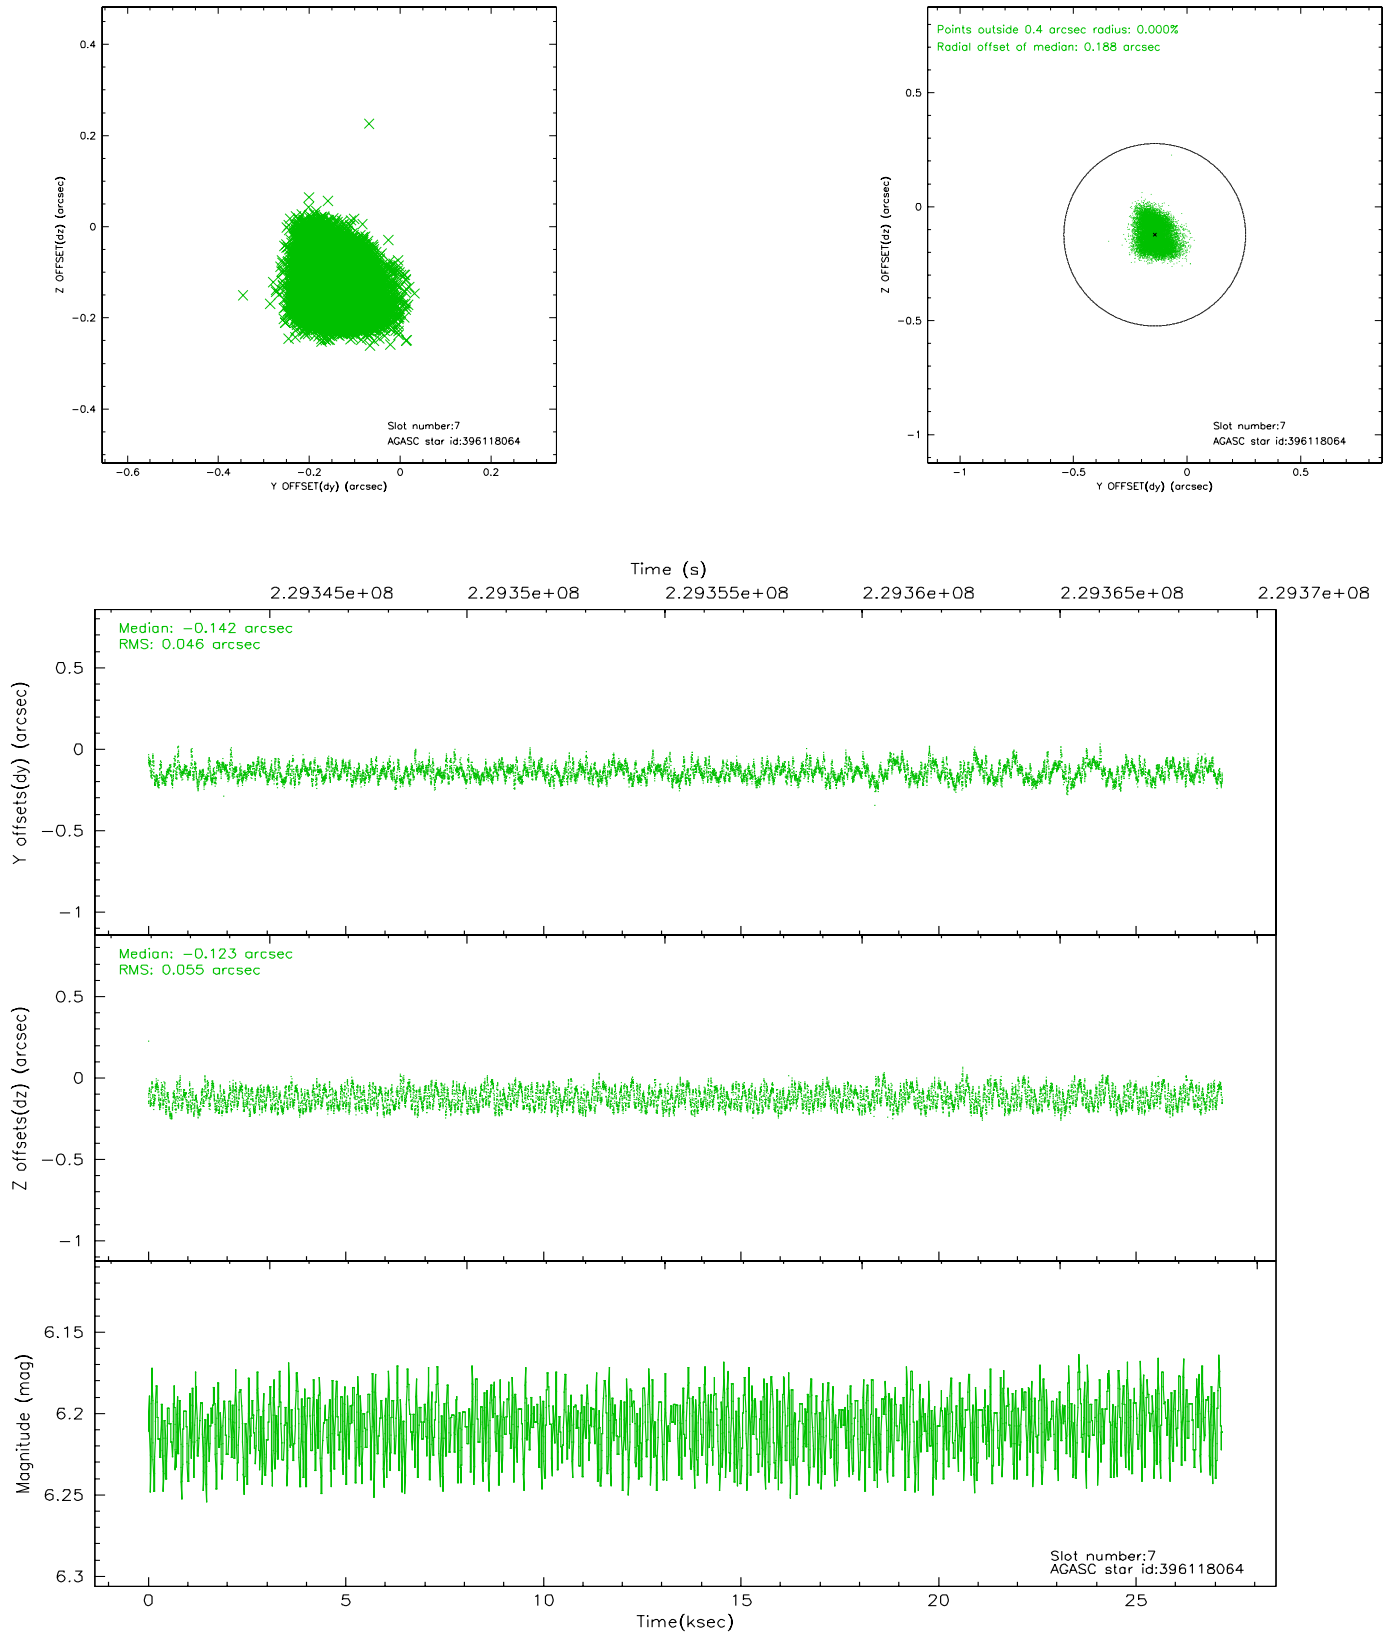 0.4
0.2
0
-0.2
-0.4
Z OFFSET(dz) (arcsec)
Slot number:7
AGASC star id:396118064
-0.6 -0.4 -0.2 0 0.2
Y OFFSET(dy) (arcsec)
Points outside 0.4 arcsec radius: 0.000%
Radial offset of median: 0.188 arcsec
0.5
0
-0.5
-1
Z OFFSET(dz) (arcsec)
Slot number:7
AGASC star id:396118064
-1 -0.5 0 0.5
Y OFFSET(dy) (arcsec)
Time (s)
2.29345e+08 2.2935e+08 2.29355e+08 2.2936e+08 2.29365e+08 2.2937e+08
Median: -0.142 arcsec
RMS: 0.046 arcsec
0.5
0
-0.5
-1
Y offsets(dy) (arcsec)
Median: -0.123 arcsec
RMS: 0.055 arcsec
0.5
0
-0.5
-1
Z offsets(dz) (arcsec)
6.15
6.2
6.25
6.3
Magnitude (mag)
Slot number:7
AGASC star id:396118064
0 5 10 15 20 25
Time(ksec)